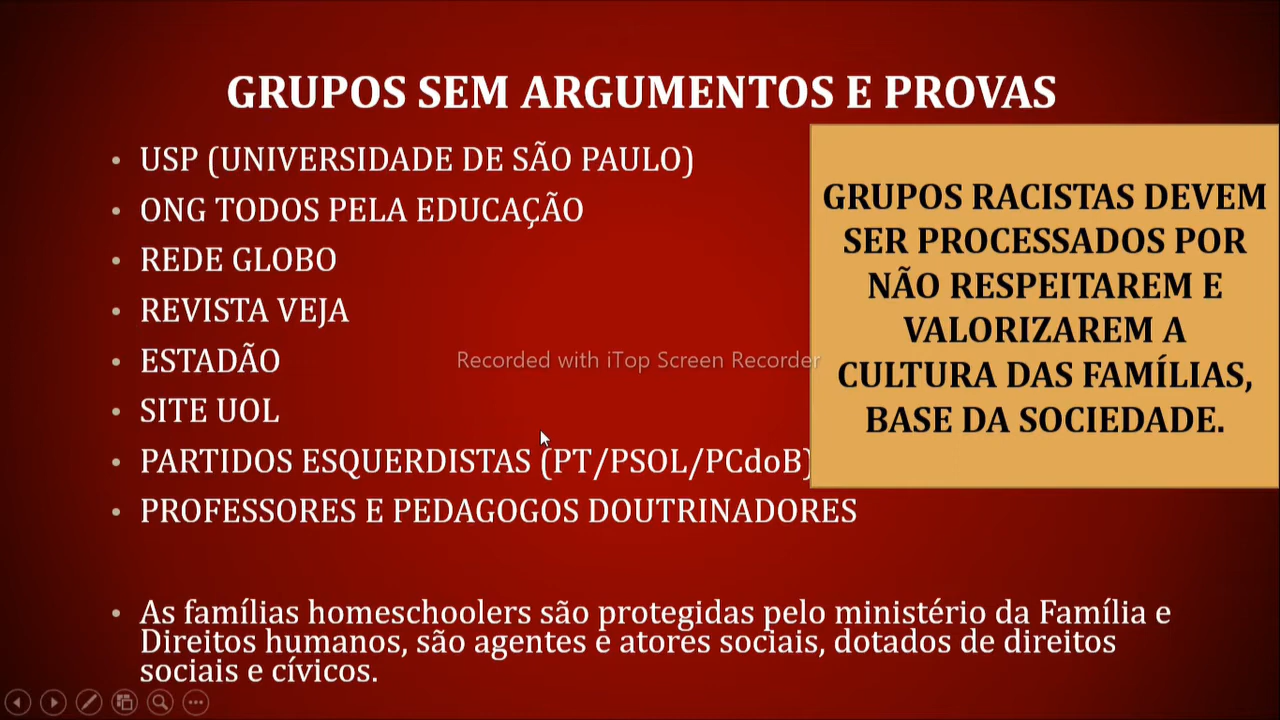 GRUPOS SEM ARGUMENTOS E PROVAS
• USP (UNIVERSIDADE DE SÃO PAULO)
• ONG TODOS PELA EDUCAÇÃO
• REDE GLOBO
• REVISTA VEJA
• ESTADÃO
• SITE UOL
• PARTIDOS ESQUERDISTAS (PT/PSOL/PCdoB)
• PROFESSORES E PEDAGOGOS DOUTRINADORES
GRUPOS RACISTAS DEVEM
SER PROCESSADOS POR
NÃO RESPEITAREM E
VALORIZAREM A
CULTURA DAS FAMÍLIAS,
BASE DA SOCIEDADE.
Recorded with iTop Screen Recorder
• As famílias homeschoolers são protegidas pelo ministério da Família e
Direitos humanos, são agentes e atores sociais, dotados de direitos
sociais e cívicos.